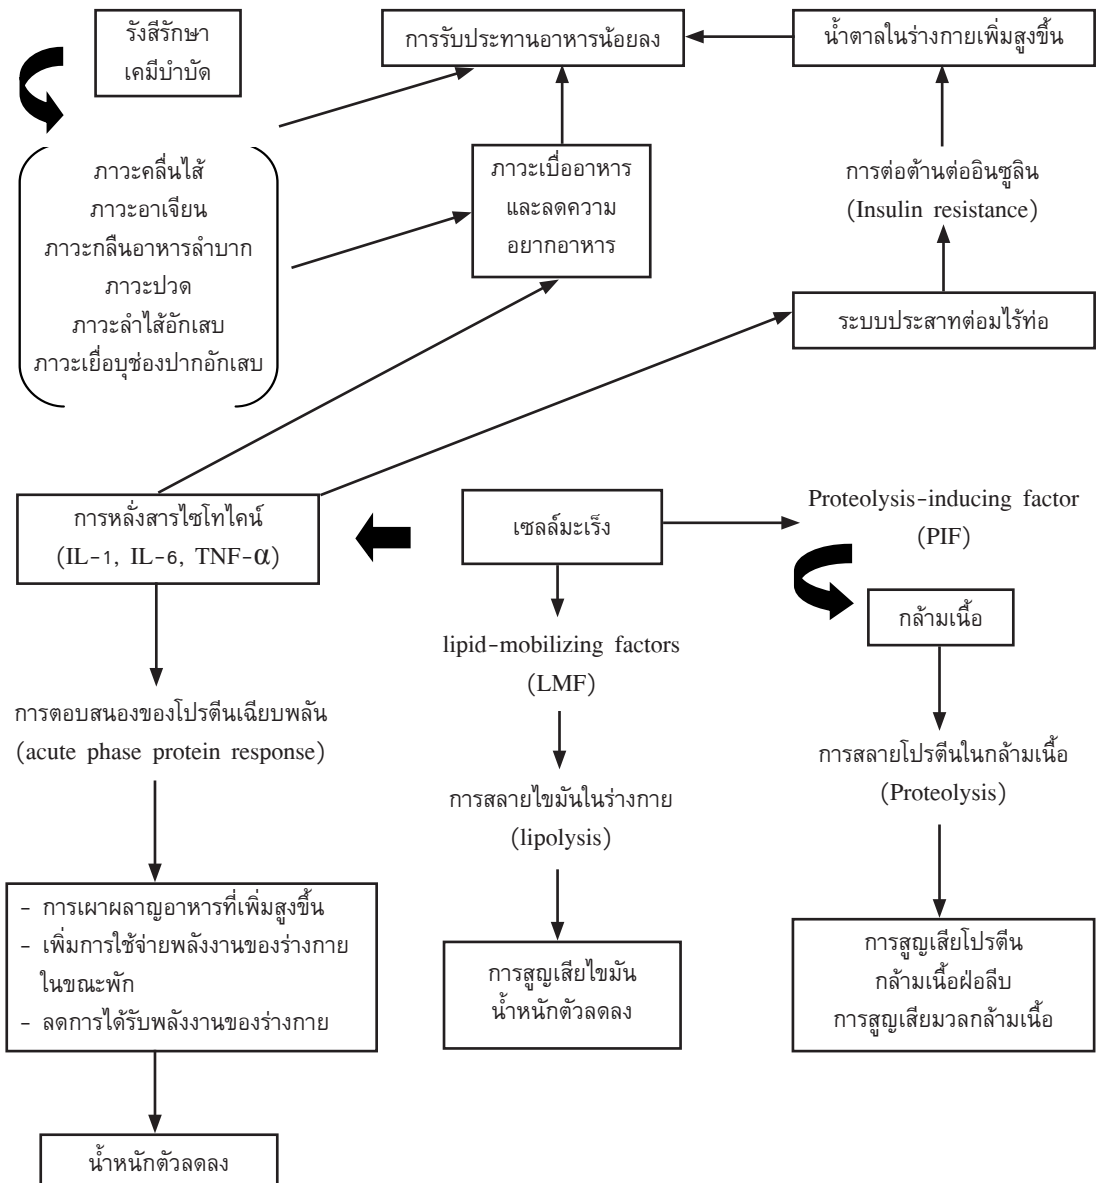 รังสีรักษา
เคมีบำบัด
การรับประทานอาหารน้อยลง
น้ำตาลในร่างกายเพิ่มสูงขึ้น
ภาวะคลื่นไส้
ภาวะอาเจียน
ภาวะกลืนอาหารลำบาก
ภาวะปวด
ภาวะลำไส้อักเสบ
ภาวะเยื่อบุช่องปากอักเสบ
ภาวะเบื่ออาหาร
และลดความ
อยากอาหาร
การต่อต้านต่ออินซูลิน
(Insulin resistance)
ระบบประสาทต่อมไร้ท่อ
การหลั่งสารไซโทไคน์
(IL-1, IL-6, TNF-α)
เซลล์มะเร็ง
Proteolysis-inducing factor
(PIF)
กล้ามเนื้อ
lipid-mobilizing factors
(LMF)
การตอบสนองของโปรตีนเฉียบพลัน
(acute phase protein response)
การสลายไขมันในร่างกาย
(lipolysis)
การสลายโปรตีนในกล้ามเนื้อ
(Proteolysis)
- การเผาผลาญอาหารที่เพิ่มสูงขึ้น
- เพิ่มการใช้จ่ายพลังงานของร่างกาย
ในขณะพัก
- ลดการได้รับพลังงานของร่างกาย
การสูญเสียไขมัน
น้ำหนักตัวลดลง
การสูญเสียโปรตีน
กล้ามเนื้อฝ่อลีบ
การสูญเสียมวลกล้ามเนื้อ
น้ำหนักตัวลดลง